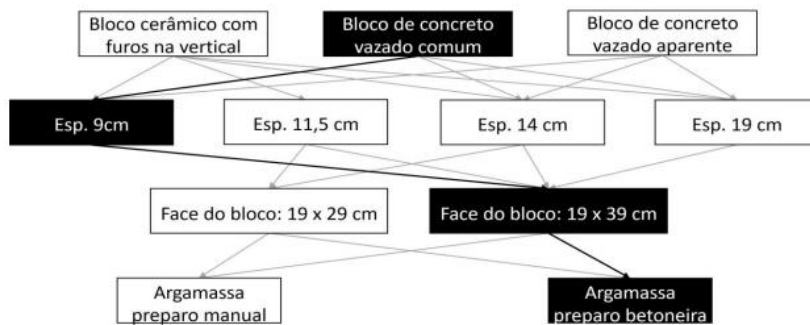 Bloco cerâmico com
furos na vertical
Bloco de concreto
vazado comum
Bloco de concreto
vazado aparente
Esp. 9cm
Esp. 11,5 cm
Esp. 14 cm
Esp. 19 cm
Face do bloco: 19 x 29 cm
Face do bloco: 19 x 39 cm
Argamassa
preparo manual
Argamassa
preparo betoneira